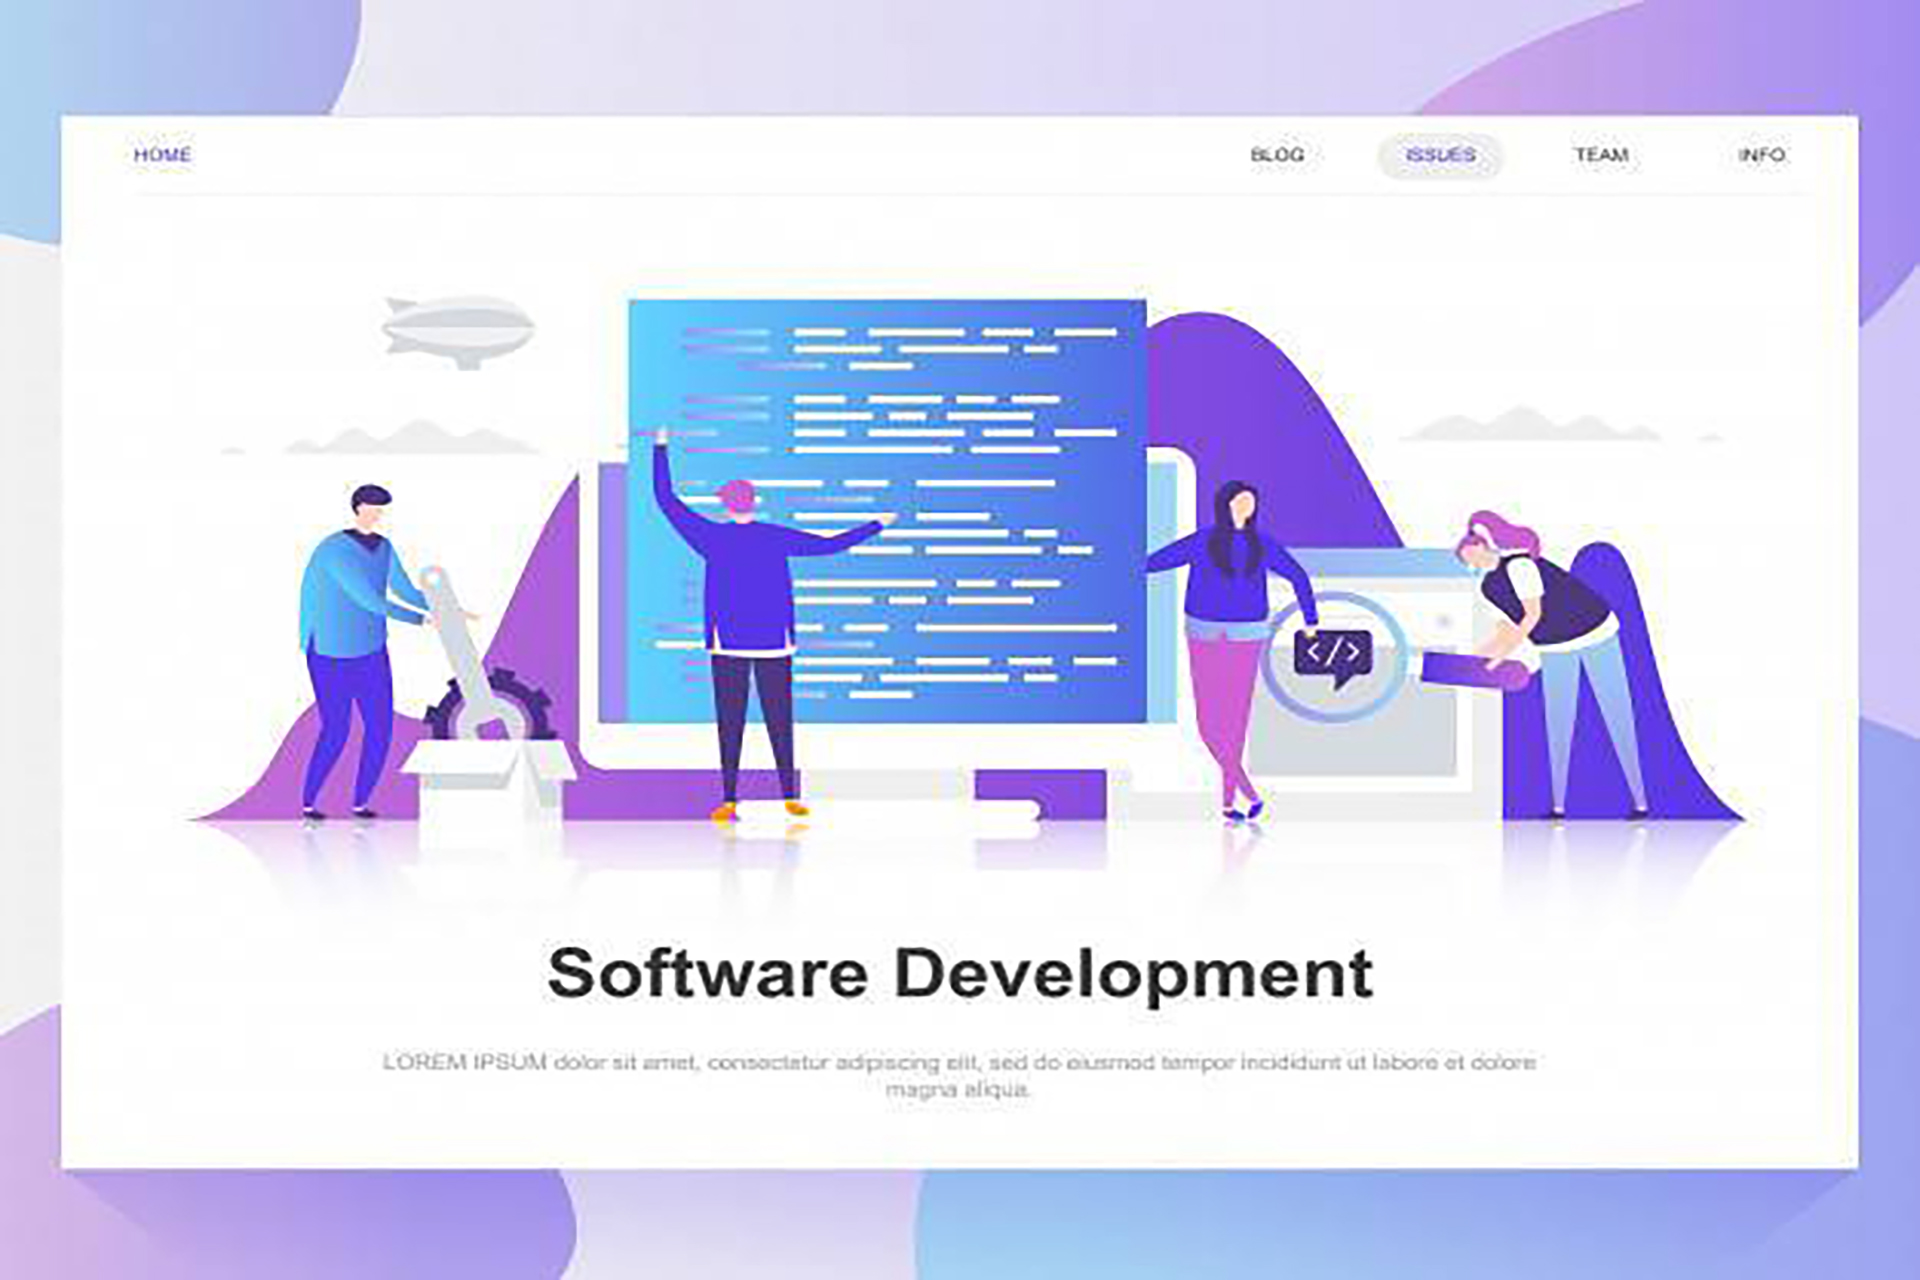 HOME
BLOG
ISSUES
TEAM
INFO
</>
Software Development
LOREM IPSUM dolor sit amet, consectetur adipiscing elit, sed do eiusmod tempor incididunt ut labore et dolore
magna aliqua.